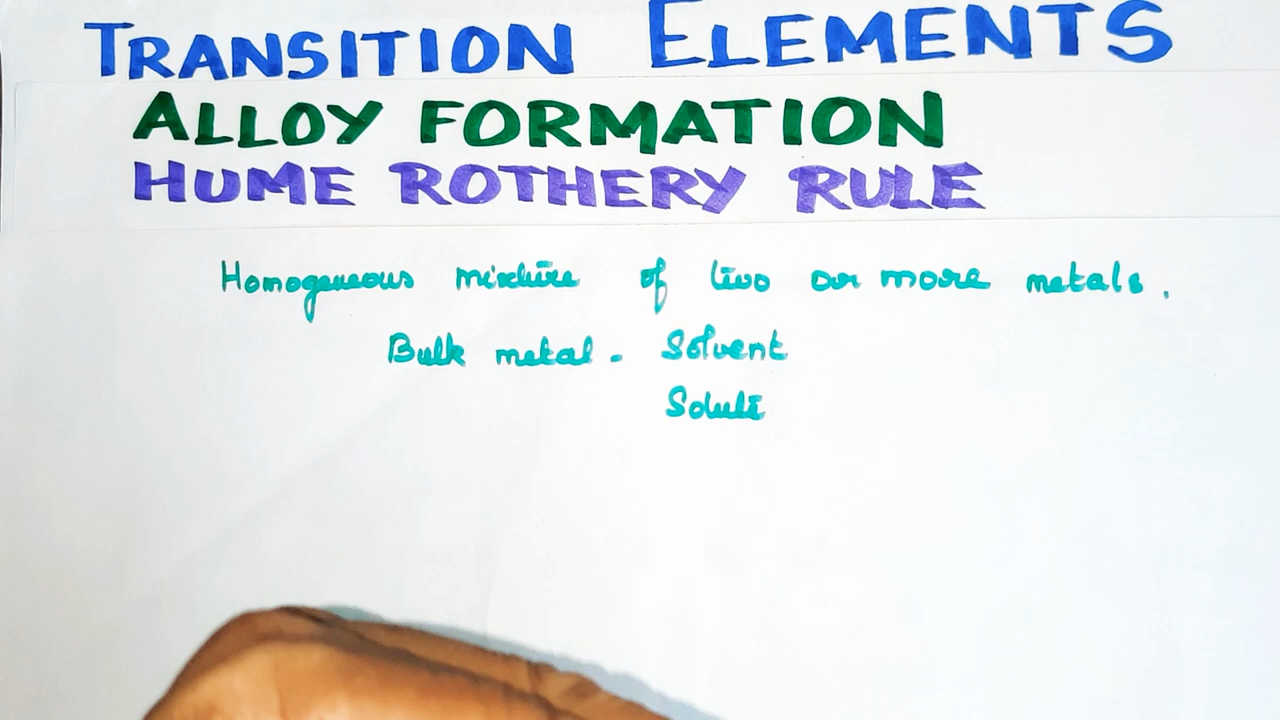 TRANSITION ELEMENTS
ALLOY FORMATION
HUME ROTHERY RULE
Homogeneous mixture of two or more metals.
Bulk metal - Solvent
Solute